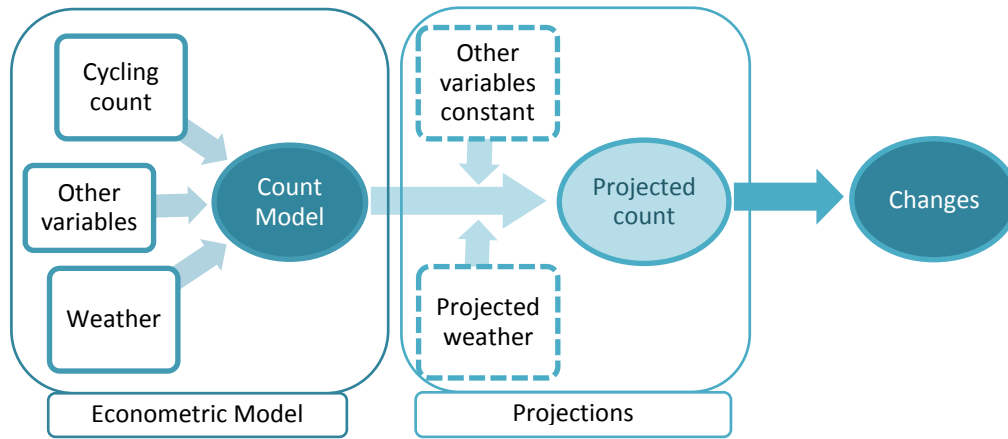 Cycling
count
Other
variables
Weather
Count
Model
Econometric Model
Other
variables
constant
Projected
weather
Projected
count
Projections
Changes